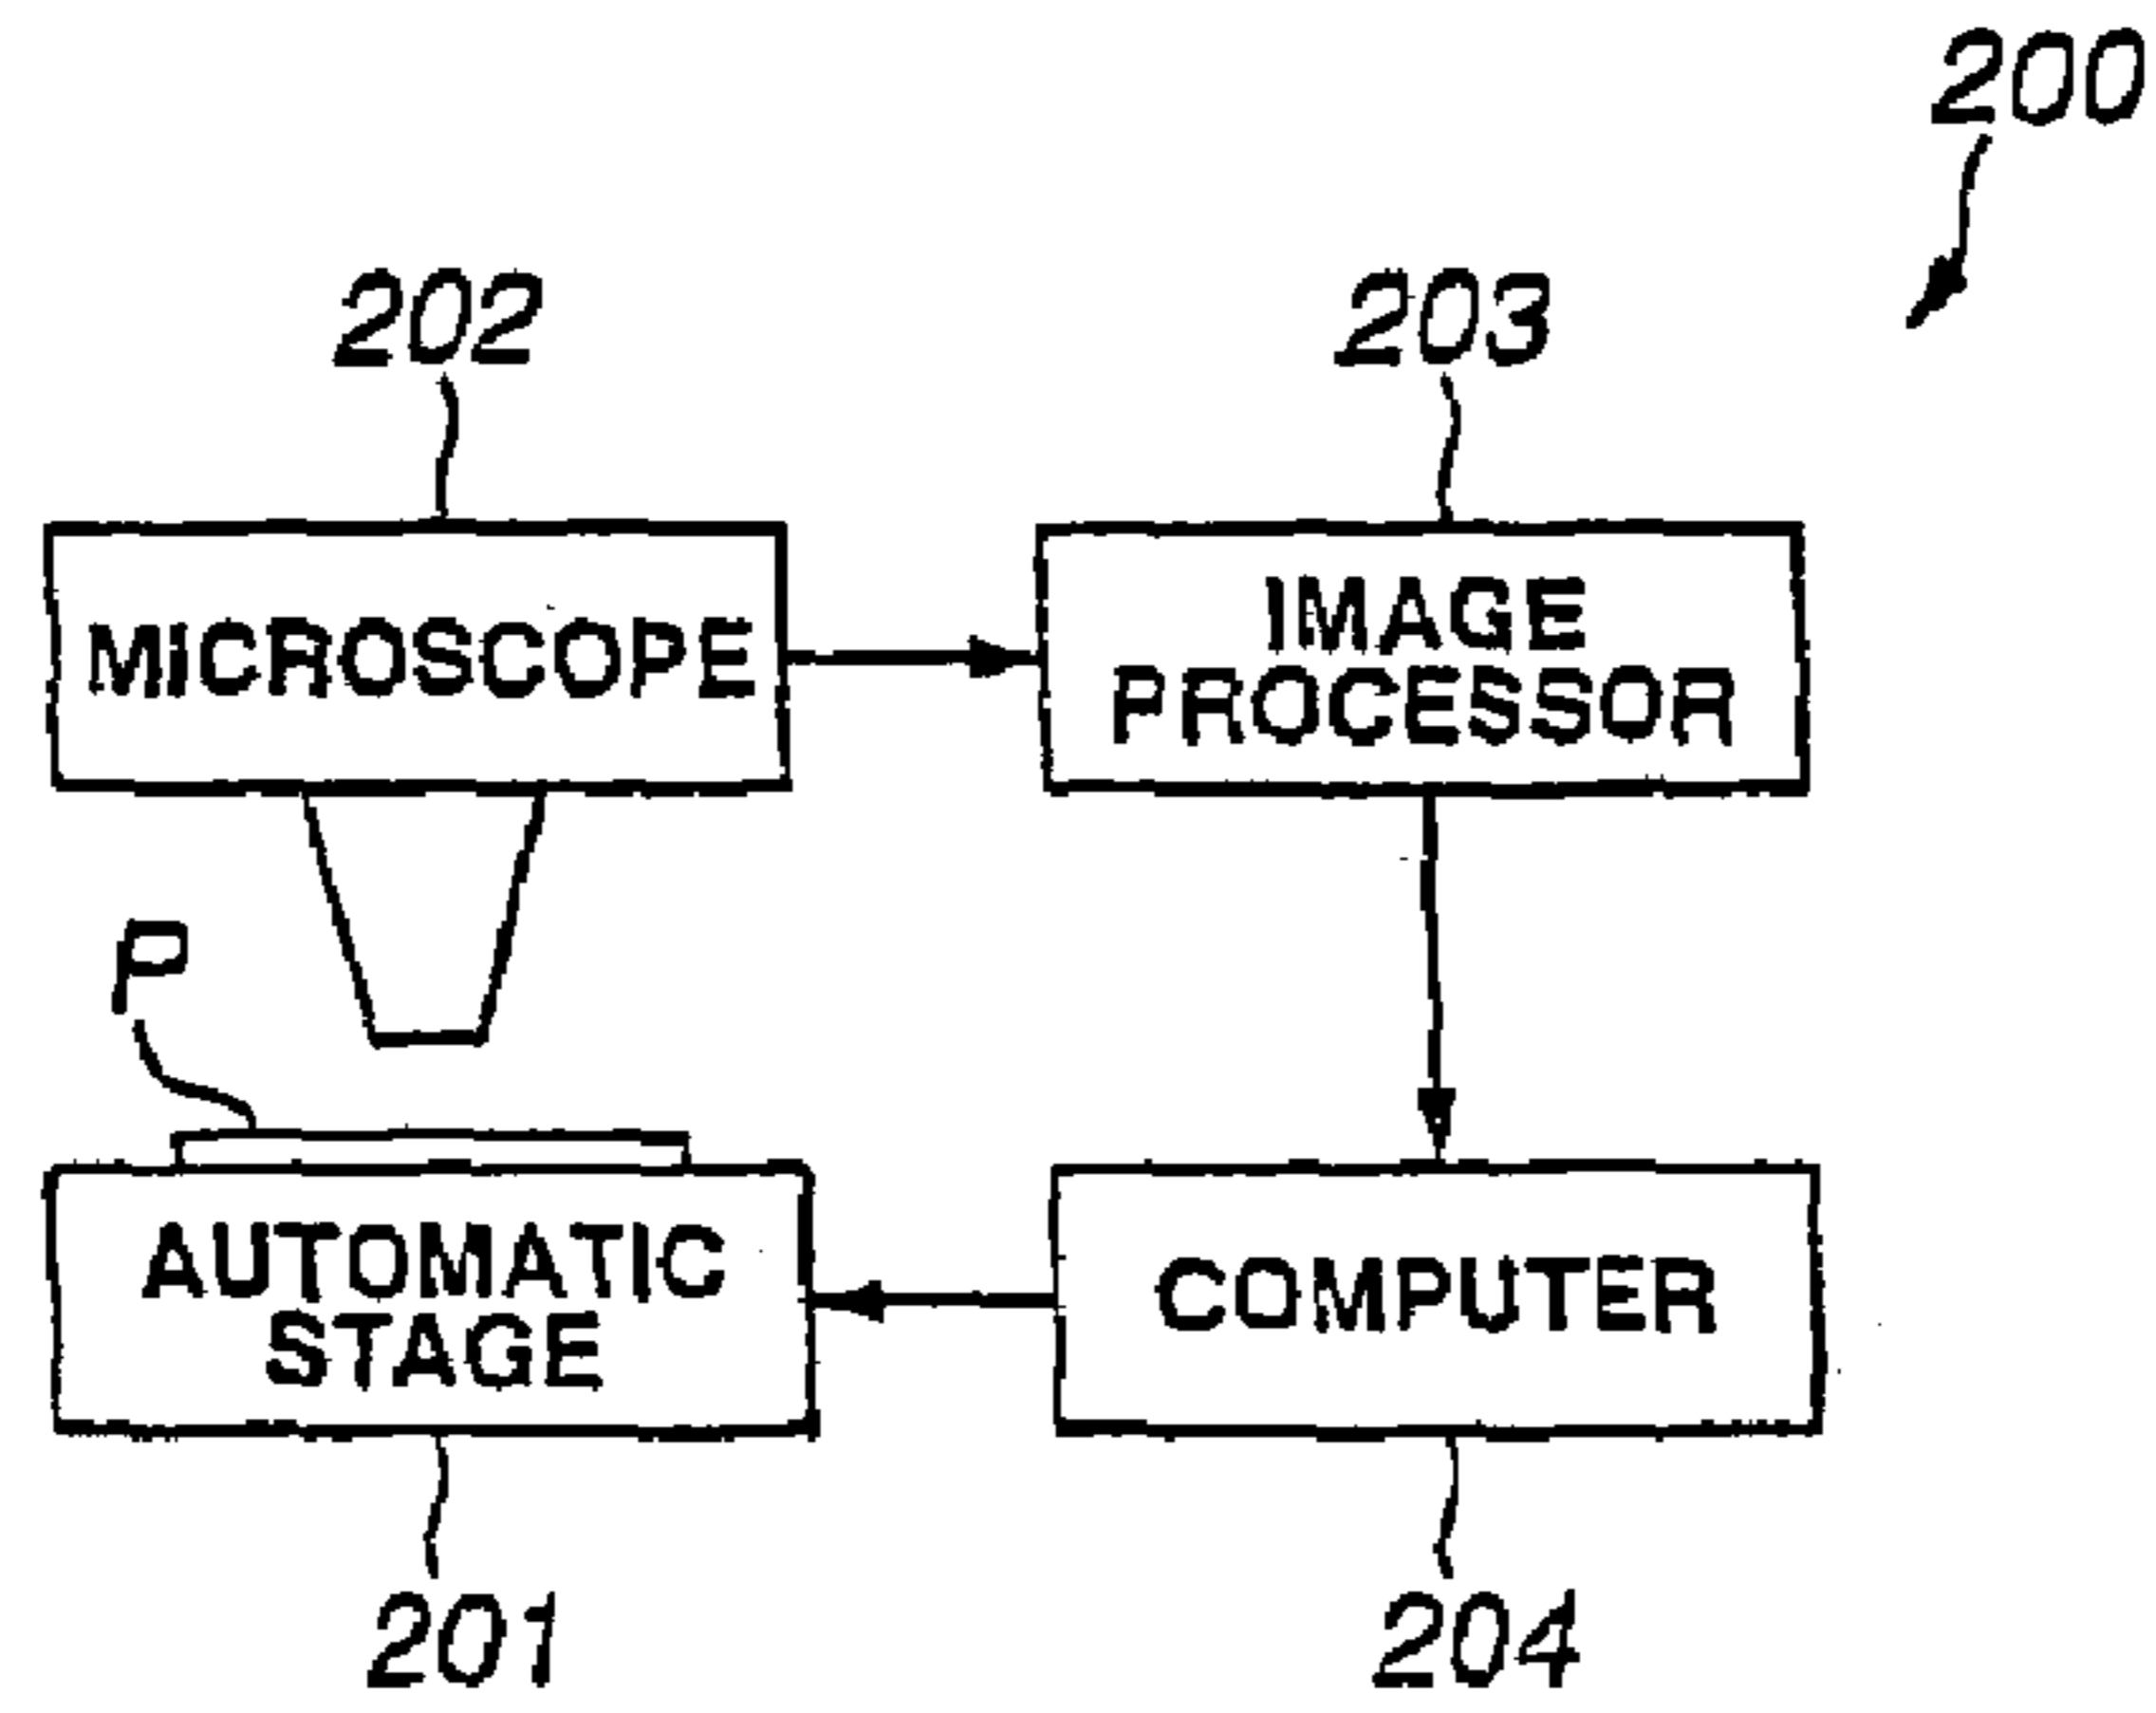 200
202
203
MICROSCOPE
IMAGE
PROCESSOR
P
AUTOMATIC
STAGE
COMPUTER
201
204